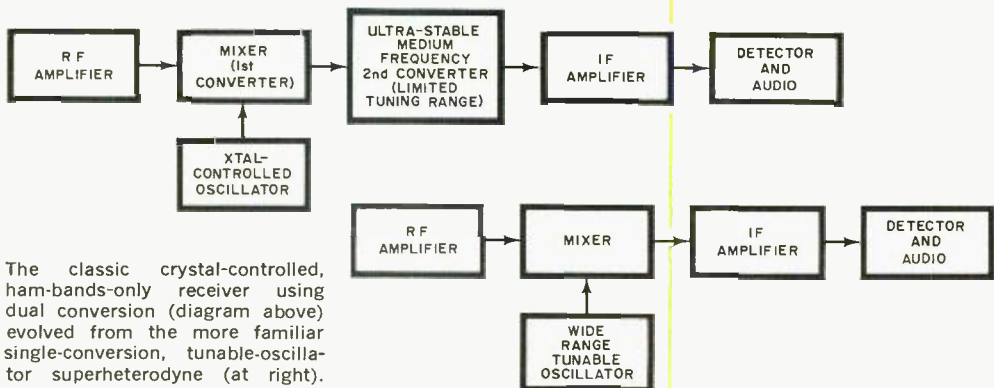 RF
AMPLIFIER
MIXER
(1st
CONVERTER)
ULTRA-STABLE
MEDIUM
FREQUENCY
2nd CONVERTER
(LIMITED
TUNING RANGE)
IF
AMPLIFIER
DETECTOR
AND
AUDIO
XTAL-
CONTROLLED
OSCILLATOR
RF
AMPLIFIER
MIXER
IF
AMPLIFIER
DETECTOR
AND
AUDIO
WIDE
RANGE
TUNABLE
OSCILLATOR
The classic crystal-controlled,
ham-bands-only receiver using
dual conversion (diagram above)
evolved from the more familiar
single-conversion, tunable-oscilla-
tor superheterodyne (at right).